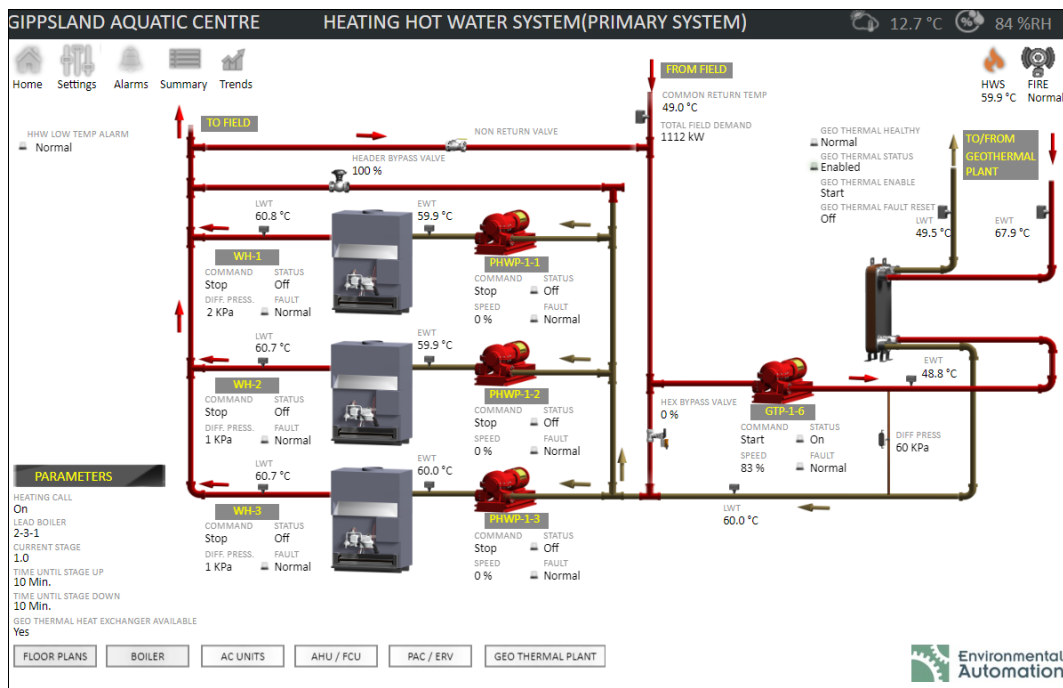 GIPPSLAND AQUATIC CENTRE
HEATING HOT WATER SYSTEM(PRIMARY SYSTEM)
12.7 °C
84 %RH
Home
Settings
Alarms
Summary
Trends
HWS
59.9 °C
FIRE
Normal
HHW LOW TEMP ALARM
Normal
TO FIELD
FROM FIELD
COMMON RETURN TEMP
49.0 °C
TOTAL FIELD DEMAND
1112 kW
NON RETURN VALVE
HEADER BYPASS VALVE
100 %
GEO THERMAL HEALTHY
Normal
GEO THERMAL STATUS
Enabled
GEO THERMAL ENABLE
Start
GEO THERMAL FAULT RESET
Off
TO/FROM
GEOTHERMAL
PLANT
LWT
49.5 °C
EWT
67.9 °C
LWT
60.8 °C
EWT
59.9 °C
WH-1
COMMAND
Stop
STATUS
Off
DIFF. PRESS.
2 KPa
FAULT
Normal
PHWP-1-1
COMMAND
Stop
STATUS
Off
SPEED
0 %
FAULT
Normal
LWT
60.7 °C
EWT
59.9 °C
WH-2
COMMAND
Stop
STATUS
Off
DIFF. PRESS.
1 KPa
FAULT
Normal
PHWP-1-2
COMMAND
Stop
STATUS
Off
SPEED
0 %
FAULT
Normal
LWT
60.7 °C
EWT
60.0 °C
WH-3
COMMAND
Stop
STATUS
Off
DIFF. PRESS.
1 KPa
FAULT
Normal
PHWP-1-3
COMMAND
Stop
STATUS
Off
SPEED
0 %
FAULT
Normal
HEX BYPASS VALVE
0 %
GTP-1-6
COMMAND
Start
STATUS
On
SPEED
83 %
FAULT
Normal
EWT
48.8 °C
DIFF PRESS
60 KPa
LWT
60.0 °C
PARAMETERS
HEATING CALL
On
LEAD BOILER
2-3-1
CURRENT STAGE
1.0
TIME UNTIL STAGE UP
10 Min.
TIME UNTIL STAGE DOWN
10 Min.
GEO THERMAL HEAT EXCHANGER AVAILABLE
Yes
FLOOR PLANS
BOILER
AC UNITS
AHU / FCU
PAC / ERV
GEO THERMAL PLANT
Environmental
Automation